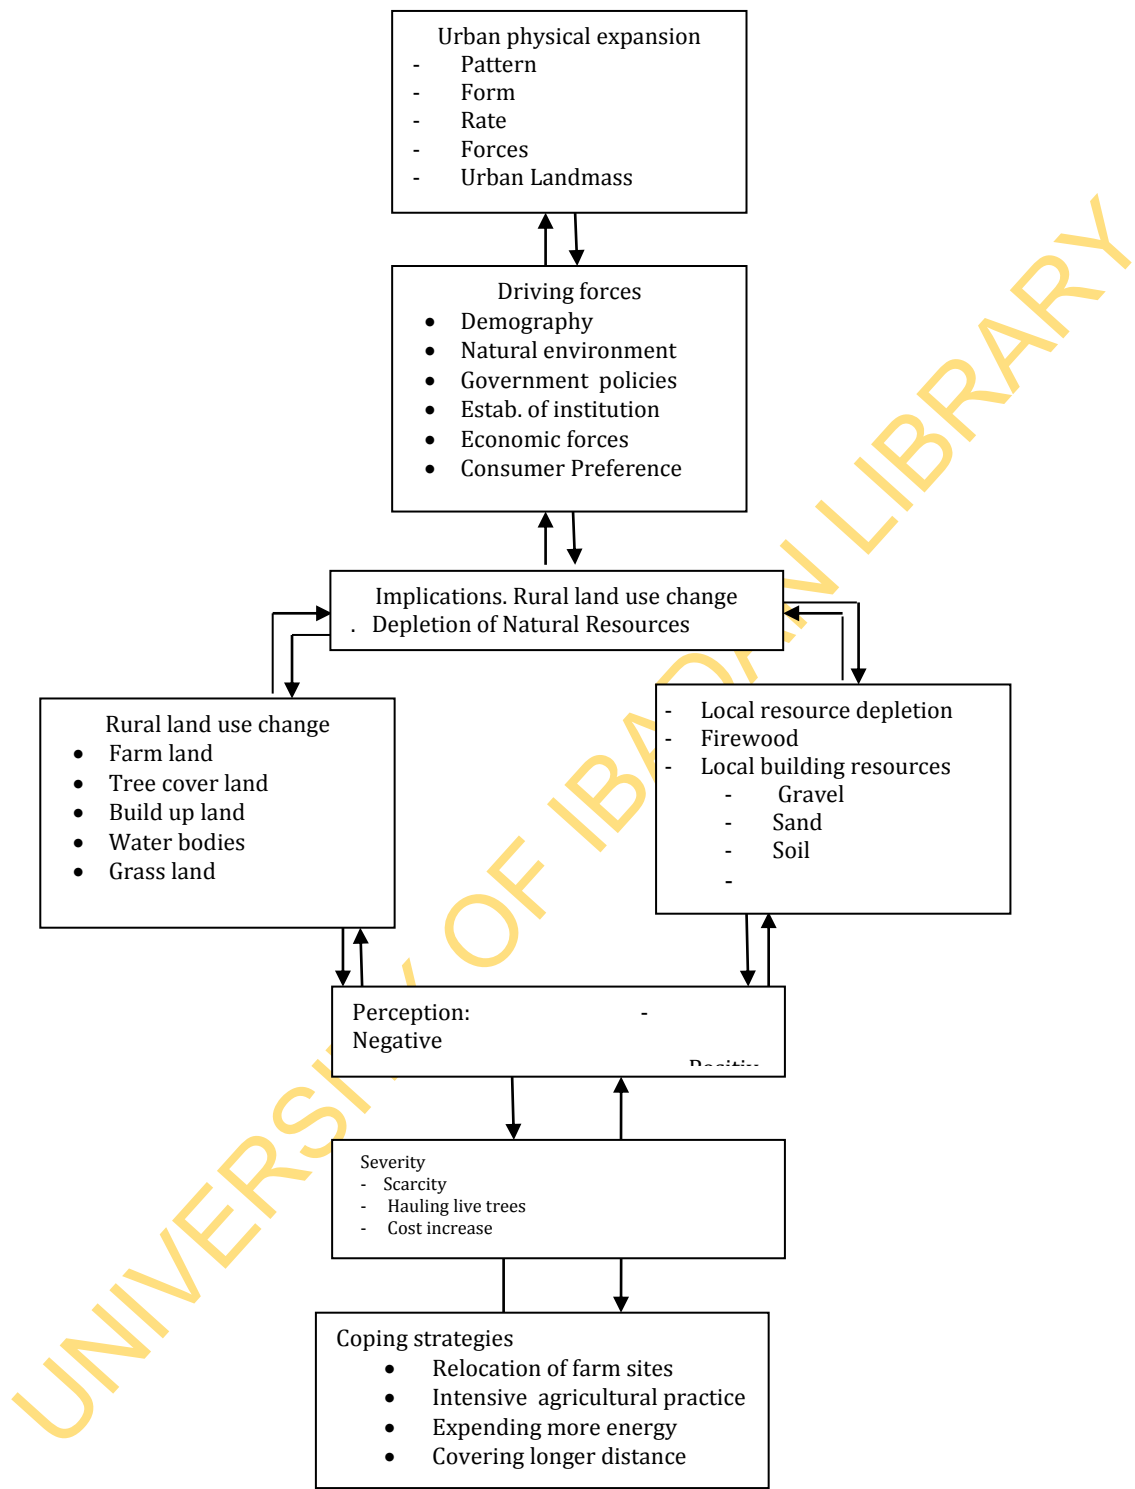 Urban physical expansion
- Pattern
- Form
- Rate
- Forces
- Urban Landmass
Driving forces
• Demography
• Natural environment
• Government policies
• Estab. of institution
• Economic forces
• Consumer Preference
Implications. Rural land use change
. Depletion of Natural Resources
Rural land use change
• Farm land
• Tree cover land
• Build up land
• Water bodies
• Grass land
- Local resource depletion
- Firewood
- Local building resources
- Gravel
- Sand
- Soil
-
Perception: -
Negative
Severity
- Scarcity
- Hauling live trees
- Cost increase
Coping strategies
• Relocation of farm sites
• Intensive agricultural practice
• Expending more energy
• Covering longer distance
UNIVERSITY OF IBADAN LIBRARY